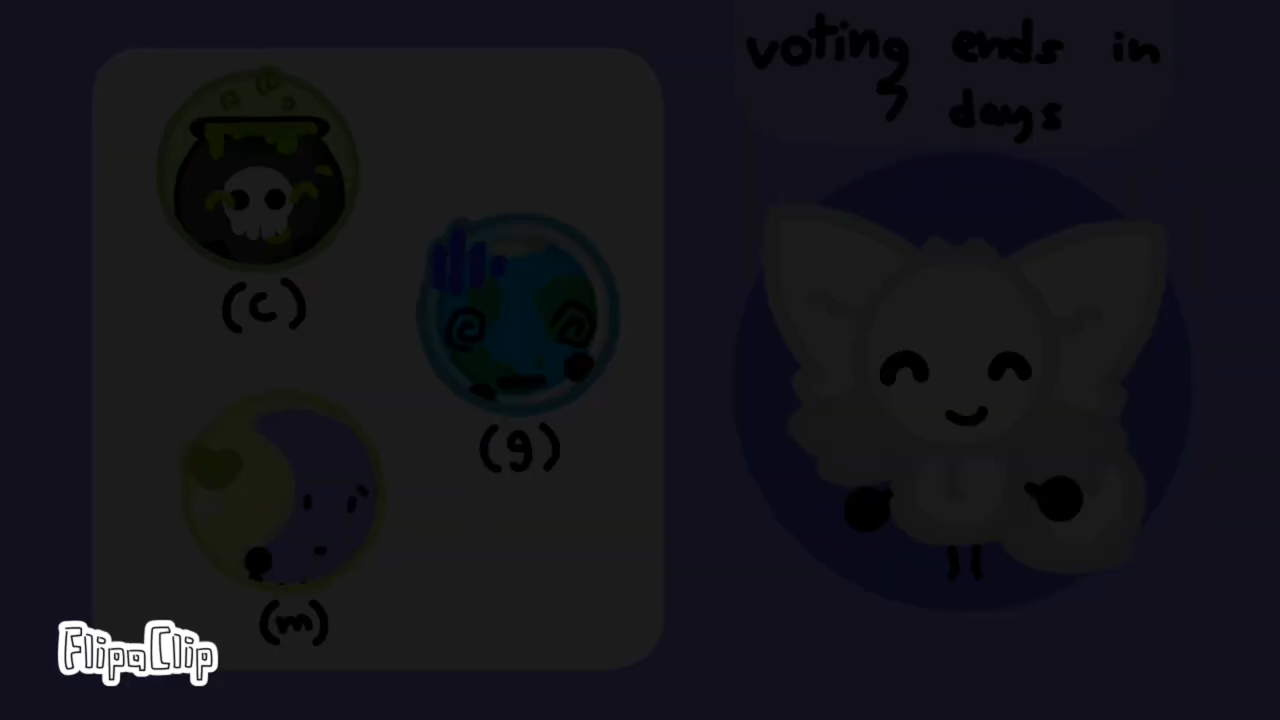 voting ends in
7 days
(c)
(g)
(m)
FlipaClip